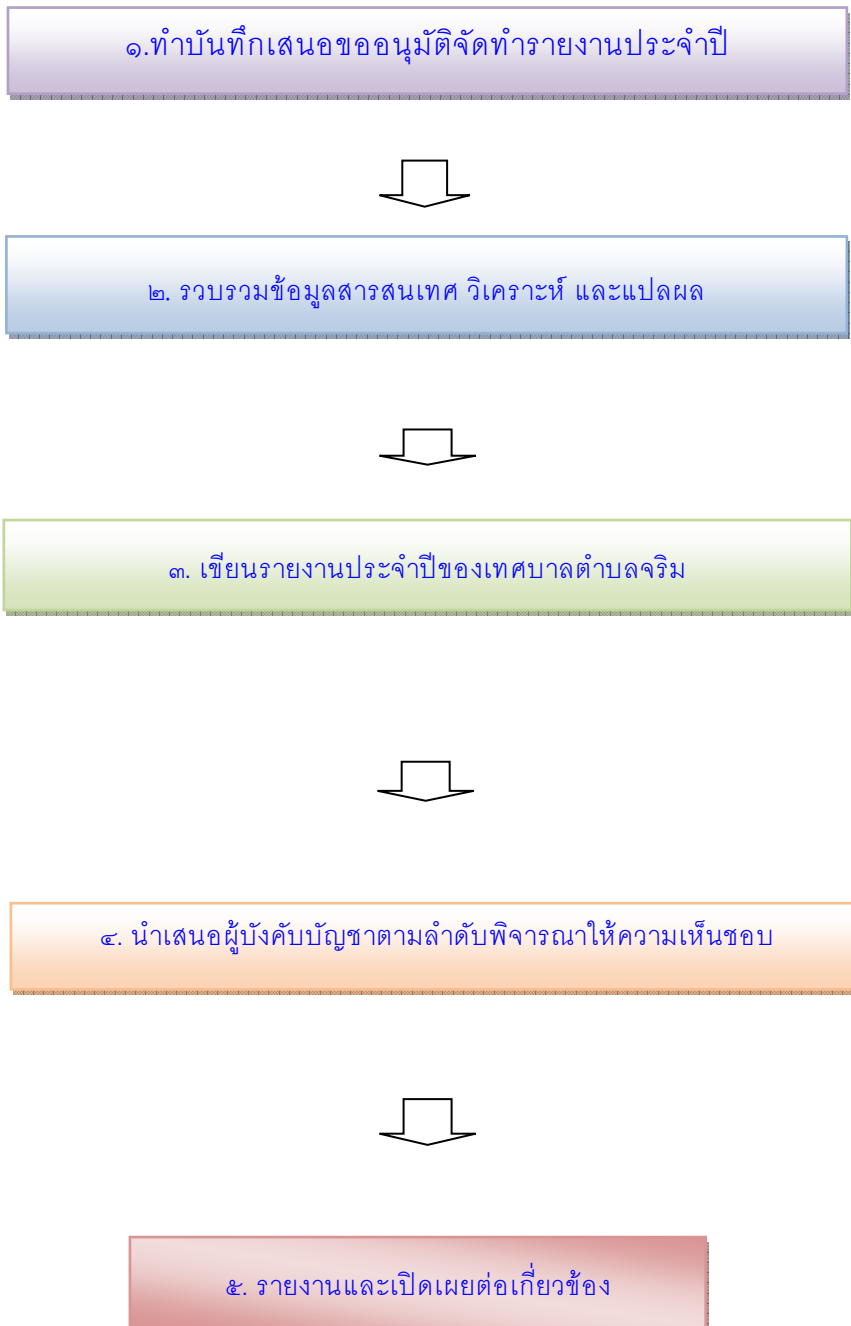 ๑.ทำบันทึกเสนอขออนุมัติจัดทำรายงานประจำปี
๒. รวบรวมข้อมูลสารสนเทศ วิเคราะห์ และแปลผล
๓. เขียนรายงานประจำปีของเทศบาลตำบลจริม
๔. นำเสนอผู้บังคับบัญชาตามลำดับพิจารณาให้ความเห็นชอบ
๕. รายงานและเปิดเผยต่อเกี่ยวข้อง